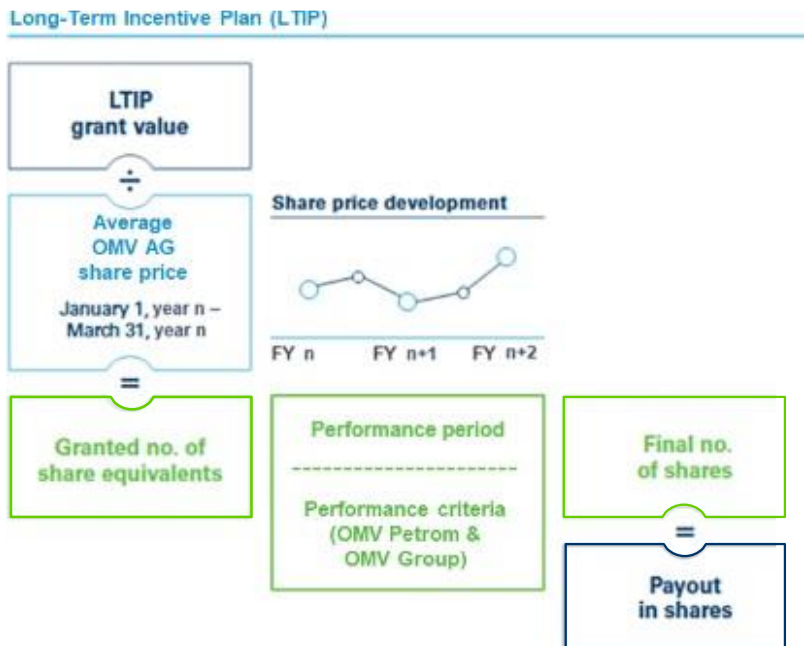 Long-Term Incentive Plan (LTIP)
LTIP
grant value
÷
Average
OMV AG
share price
January 1, year n –
March 31, year n
=
Granted no. of
share equivalents
Share price development
FY n FY n+1 FY n+2
Performance period
Performance criteria
(OMV Petrom &
OMV Group)
Final no.
of shares
=
Payout
in shares